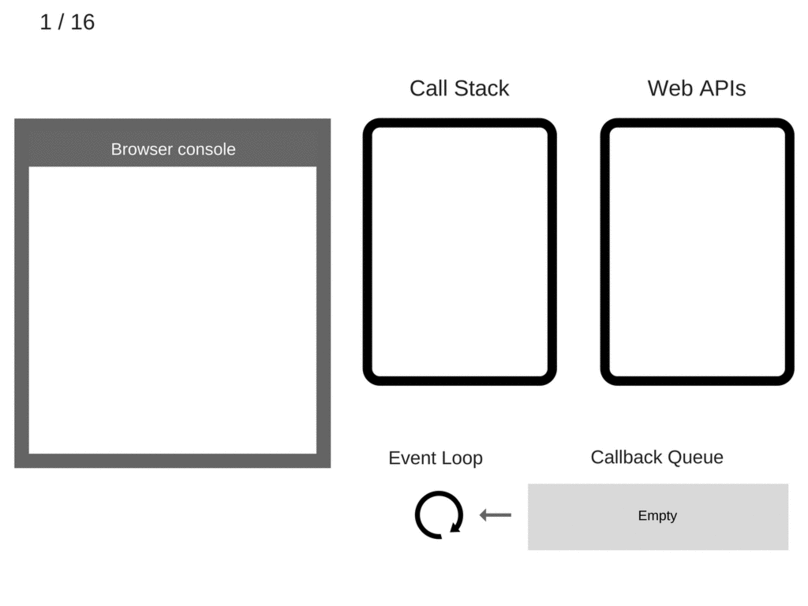 1 / 16
Call Stack
Web APIs
Browser console
Event Loop
Callback Queue
Empty